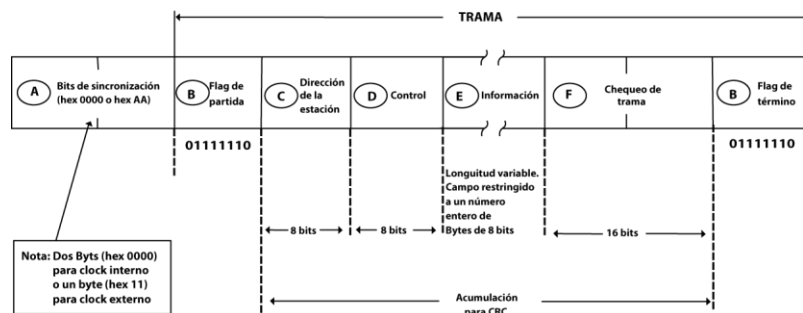 TRAMA
A Bits de sincronización
(hex 0000 o hex AA)
B Flag de
partida
C Dirección
de la
estación
D Control
E Información
F Chequeo de
trama
B Flag de
término
01111110
01111110
Longuitud variable.
Campo restringido
a un número
entero de
Bytes de 8 bits
8 bits
8 bits
16 bits
Nota: Dos Byts (hex 0000)
para clock interno
o un byte (hex 11)
para clock externo
Acumulación
para CRC